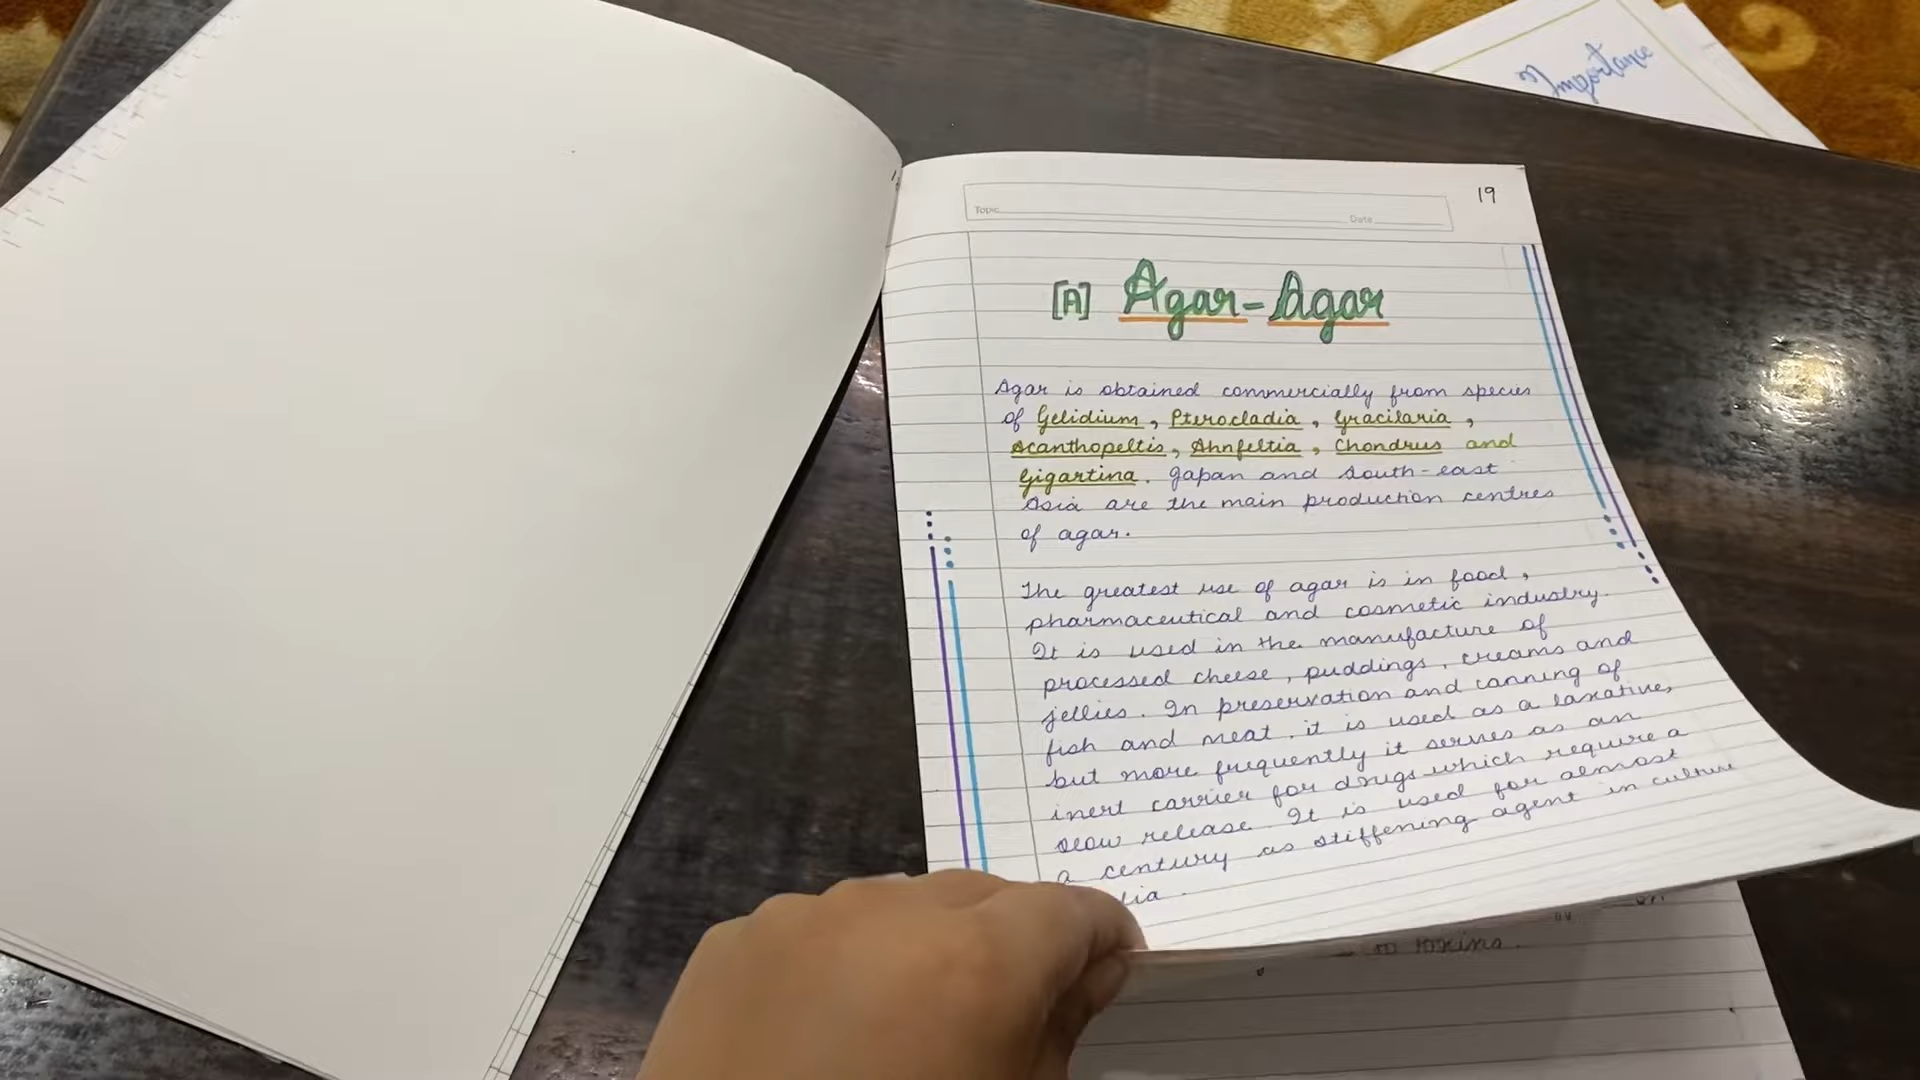 Importance
19
Topic
Date
[A] Agar-Agar
Agar is obtained commercially from species
of Gelidium, Pterocladia, Gracilaria,
Acanthopeltis, Ahnfeltia, Chondrus and
Gigartina. Japan and South-east
Asia are the main production centres
of agar.
The greatest use of agar is in food,
pharmaceutical and cosmetic industry.
It is used in the manufacture of
processed cheese, puddings, creams and
jellies. In preservation and canning of
fish and meat, it is used as a laxative,
but more frequently it serves as an
inert carrier for drugs which require a
slow release. It is used for almost
a century as stiffening agent in culture
dia.
toxins.